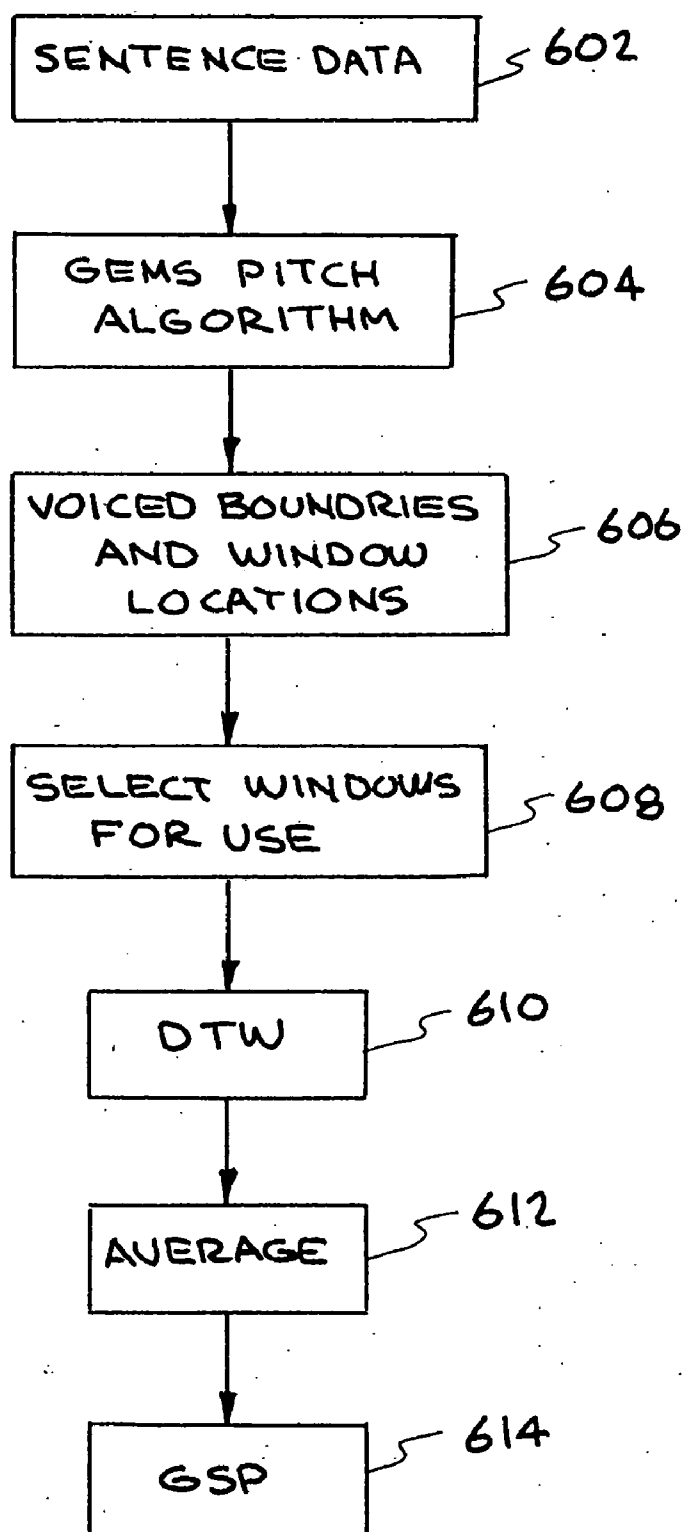 SENTENCE DATA
602
GEMS PITCH
ALGORITHM
604
VOICED BOUNDRIES
AND WINDOW
LOCATIONS
606
SELECT WINDOWS
FOR USE
608
DTW
610
AVERAGE
612
GSP
614